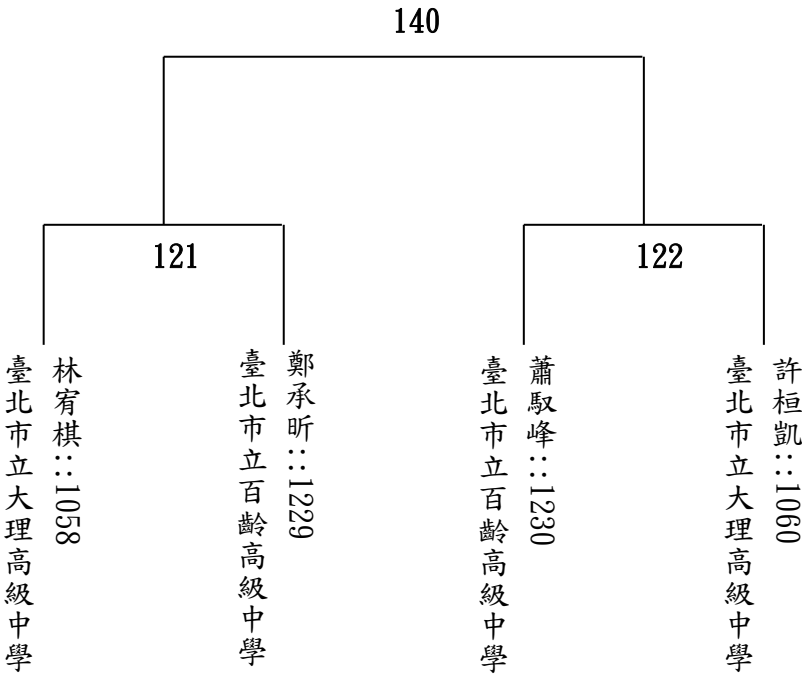 140
121
122
林宥棋::1058
臺北市立大理高級中學
鄭承昕::1229
臺北市立百齡高級中學
蕭馭峰::1230
臺北市立百齡高級中學
許桓凱::1060
臺北市立大理高級中學